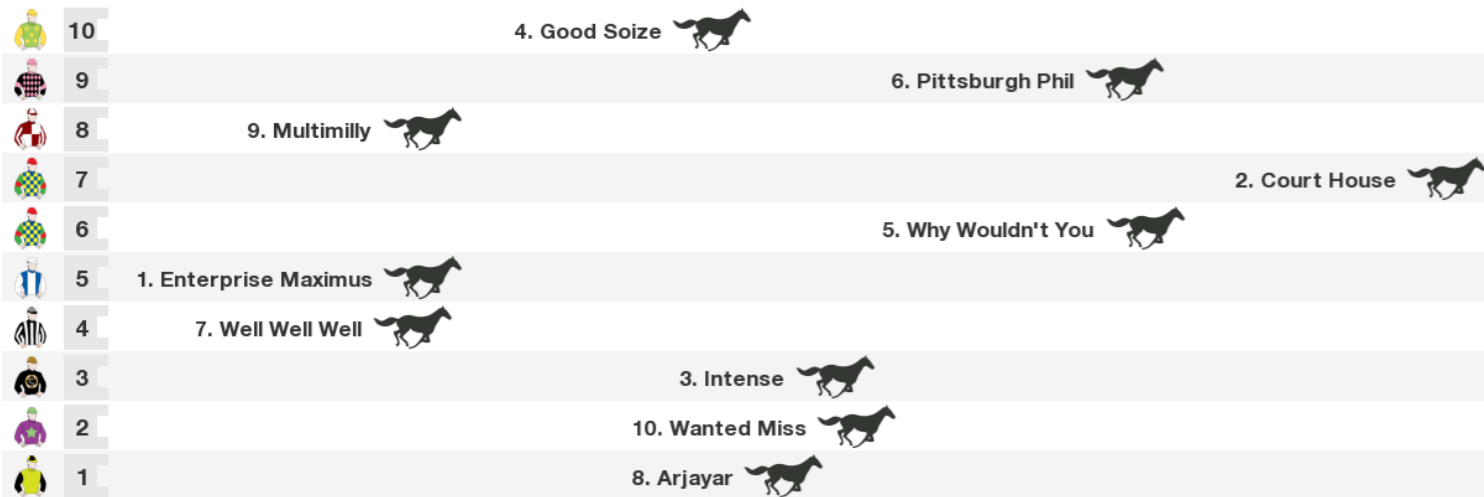 10 4. Good Soize
9 6. Pittsburgh Phil
8 9. Multimilly
7 2. Court House
6 5. Why Wouldn't You
5 1. Enterprise Maximus
4 7. Well Well Well
3 3. Intense
2 10. Wanted Miss
1 8. Arjayar